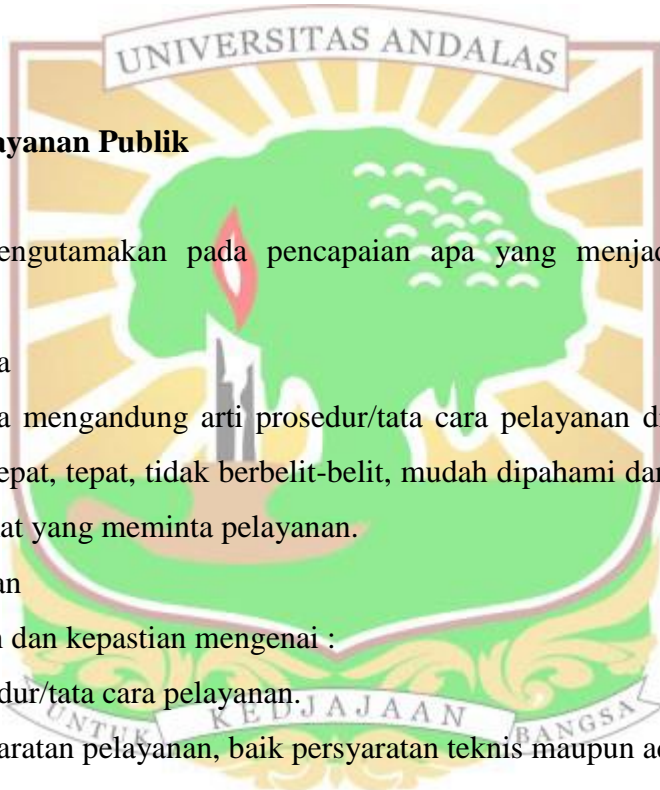 UNIVERSITAS ANDALAS
ayanan Publik
engutamakan pada pencapaian apa yang menjad
a
a mengandung arti prosedur/tata cara pelayanan d
epat, tepat, tidak berbelit-belit, mudah dipahami da
at yang meminta pelayanan.
an
n dan kepastian mengenai :
dur/tata cara pelayanan.
UNTUK KEDJAJAAN BANGSA
aratan pelayanan, baik persyaratan teknis maupun a